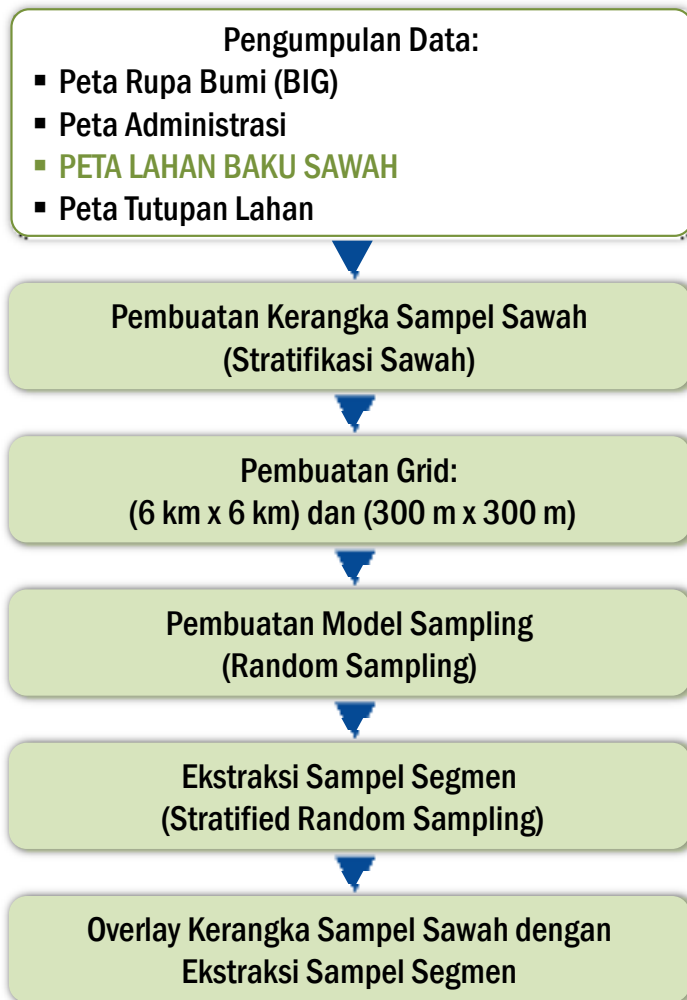 Pengumpulan Data:
▪ Peta Rupa Bumi (BIG)
▪ Peta Administrasi
▪ PETA LAHAN BAKU SAWAH
▪ Peta Tutupan Lahan
Pembuatan Kerangka Sampel Sawah
(Stratifikasi Sawah)
Pembuatan Grid:
(6 km x 6 km) dan (300 m x 300 m)
Pembuatan Model Sampling
(Random Sampling)
Ekstraksi Sampel Segmen
(Stratified Random Sampling)
Overlay Kerangka Sampel Sawah dengan
Ekstraksi Sampel Segmen